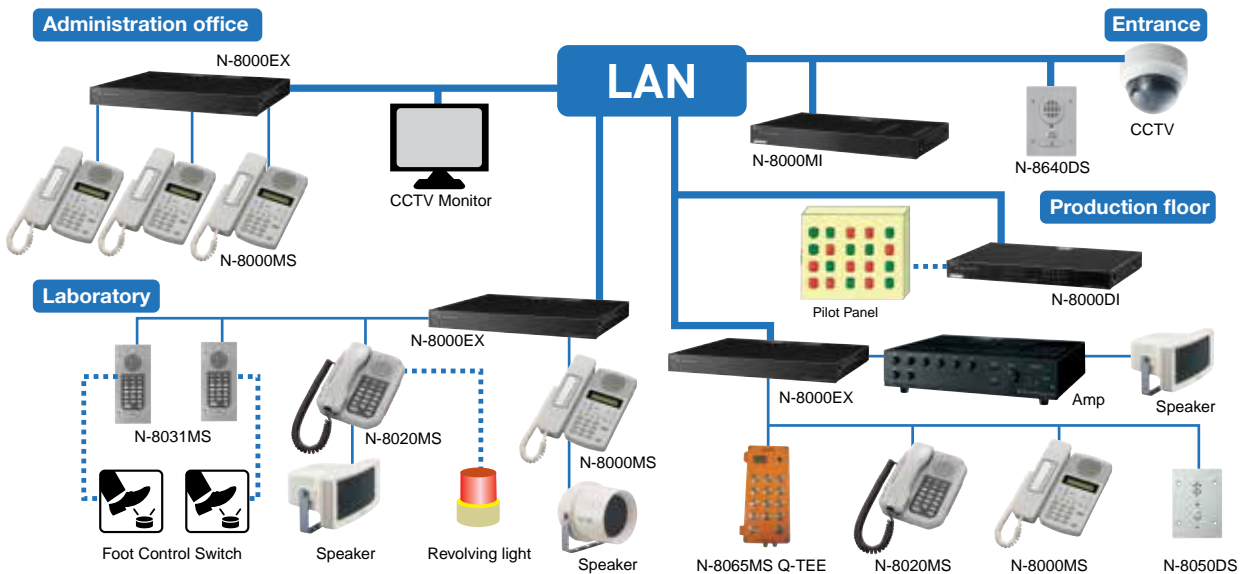 Administration office
N-8000EX
N-8000MS
CCTV Monitor
LAN
Entrance
N-8000MI
N-8640DS
CCTV
Production floor
Pilot Panel
N-8000DI
Laboratory
N-8000EX
N-8031MS
N-8020MS
N-8000MS
Foot Control Switch
Speaker
Revolving light
Speaker
N-8000EX
Amp
Speaker
N-8065MS Q-TEE
N-8020MS
N-8000MS
N-8050DS